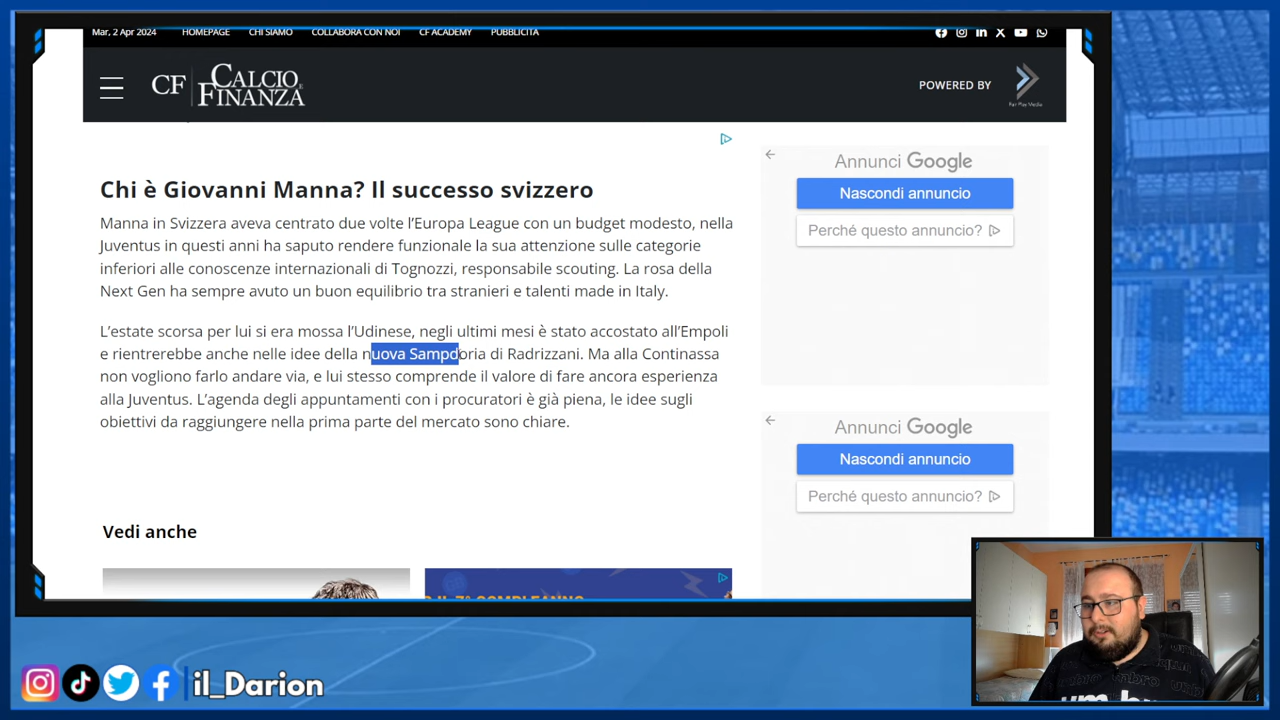 Mar, 2 Apr 2024 HOMEPAGE CHI SIAMO COLLABORA CON NOI CF ACADEMY PUBBLICITÀ
CF CALCIO E FINANZA
POWERED BY
Fair Play Media
Chi è Giovanni Manna? Il successo svizzero
Manna in Svizzera aveva centrato due volte l’Europa League con un budget modesto, nella
Juventus in questi anni ha saputo rendere funzionale la sua attenzione sulle categorie
inferiori alle conoscenze internazionali di Tognozzi, responsabile scouting. La rosa della
Next Gen ha sempre avuto un buon equilibrio tra stranieri e talenti made in Italy.
L’estate scorsa per lui si era mossa l’Udinese, negli ultimi mesi è stato accostato all’Empoli
e rientrerebbe anche nelle idee della nuova Sampdoria di Radrizzani. Ma alla Continassa
non vogliono farlo andare via, e lui stesso comprende il valore di fare ancora esperienza
alla Juventus. L’agenda degli appuntamenti con i procuratori è già piena, le idee sugli
obiettivi da raggiungere nella prima parte del mercato sono chiare.
Vedi anche
Annunci Google
Nascondi annuncio
Perché questo annuncio?
Annunci Google
Nascondi annuncio
Perché questo annuncio?
il_Darion